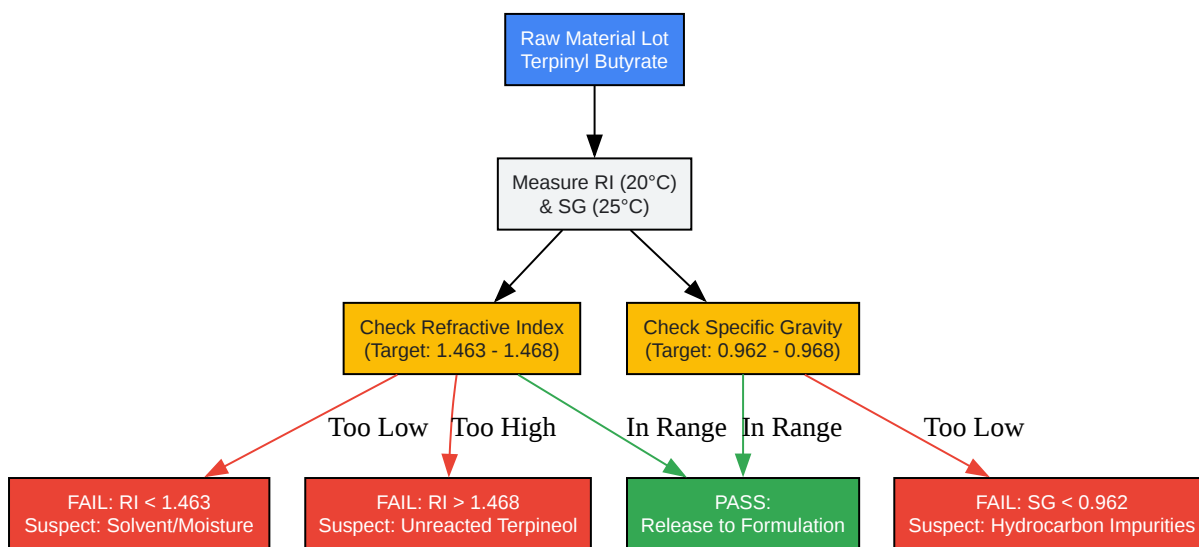 Raw Material Lot
Terpinyl Butyrate
Measure RI (20°C)
& SG (25°C)
Check Refractive Index
(Target: 1.463 - 1.468)
Check Specific Gravity
(Target: 0.962 - 0.968)
Too Low
Too High
In Range
In Range
Too Low
FAIL: RI < 1.463
Suspect: Solvent/Moisture
FAIL: RI > 1.468
Suspect: Unreacted Terpineol
PASS:
Release to Formulation
FAIL: SG < 0.962
Suspect: Hydrocarbon Impurities